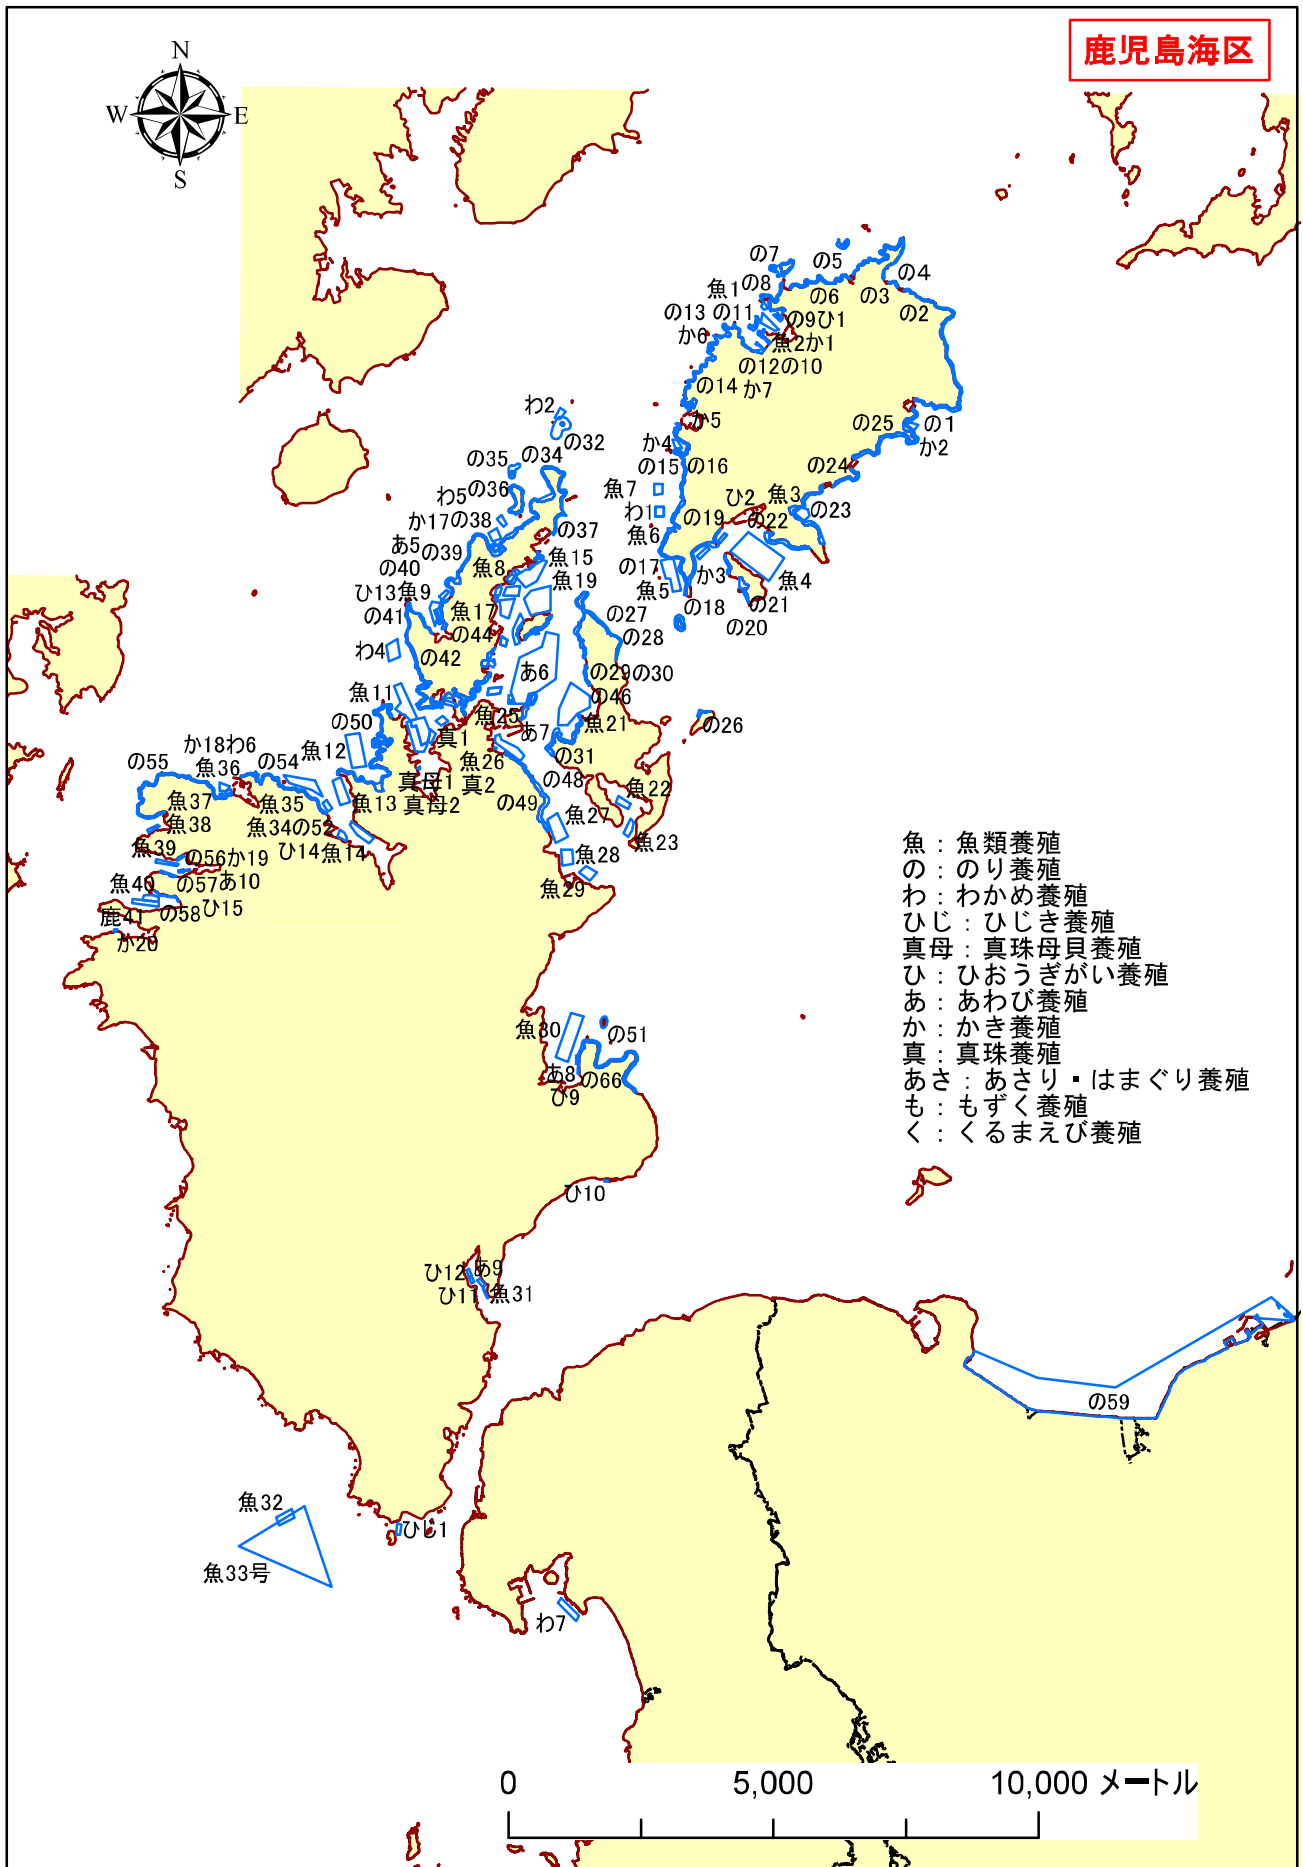 鹿児島海区
N
W E
S
の7
の5
の4
の8
魚1
の6
の3
の2
の13 の11
の9ひ1
か6
魚2か1
の12の10
の14
か7
わ2
か5
の25
の1
の32
か4
か2
の34
の35
の15
の16
の24
わ5
の36
魚7
ひ2
魚3
か17の38
わ1
の19
の22
の23
の37
魚6
あ5
の39
魚8
魚15
の40
の17
か3
魚4
魚19
ひ13魚9
魚5
の41
魚17
の27
の18
の21
の20
の44
の28
わ4
の42
あ6
の29の30
魚11
の46
魚25
魚21
の50
あ7
の26
真1
か18わ6
魚12
の31
の55
の54
魚26
魚36
真母1
真2
の48
魚37
魚35
魚13
真母2
の49
魚22
魚38
魚34の52
魚27
魚39
ひ14魚14
魚23
の56か19
魚28
魚40
の57あ10
魚29
鹿41
の58ひ15
か20
魚：魚類養殖
の：のり養殖
わ：わかめ養殖
ひじ：ひじき養殖
真母：真珠母貝養殖
ひ：ひおうぎがい養殖
あ：あわび養殖
か：かき養殖
真：真珠養殖
あさ：あさり・はまぐり養殖
も：もずく養殖
く：くるまえび養殖
魚30
の51
あ8
の66
ひ9
ひ10
ひ12
あ9
ひ11
魚31
の59
魚32
ひじ1
魚33号
わ7
0 5,000 10,000 メートル